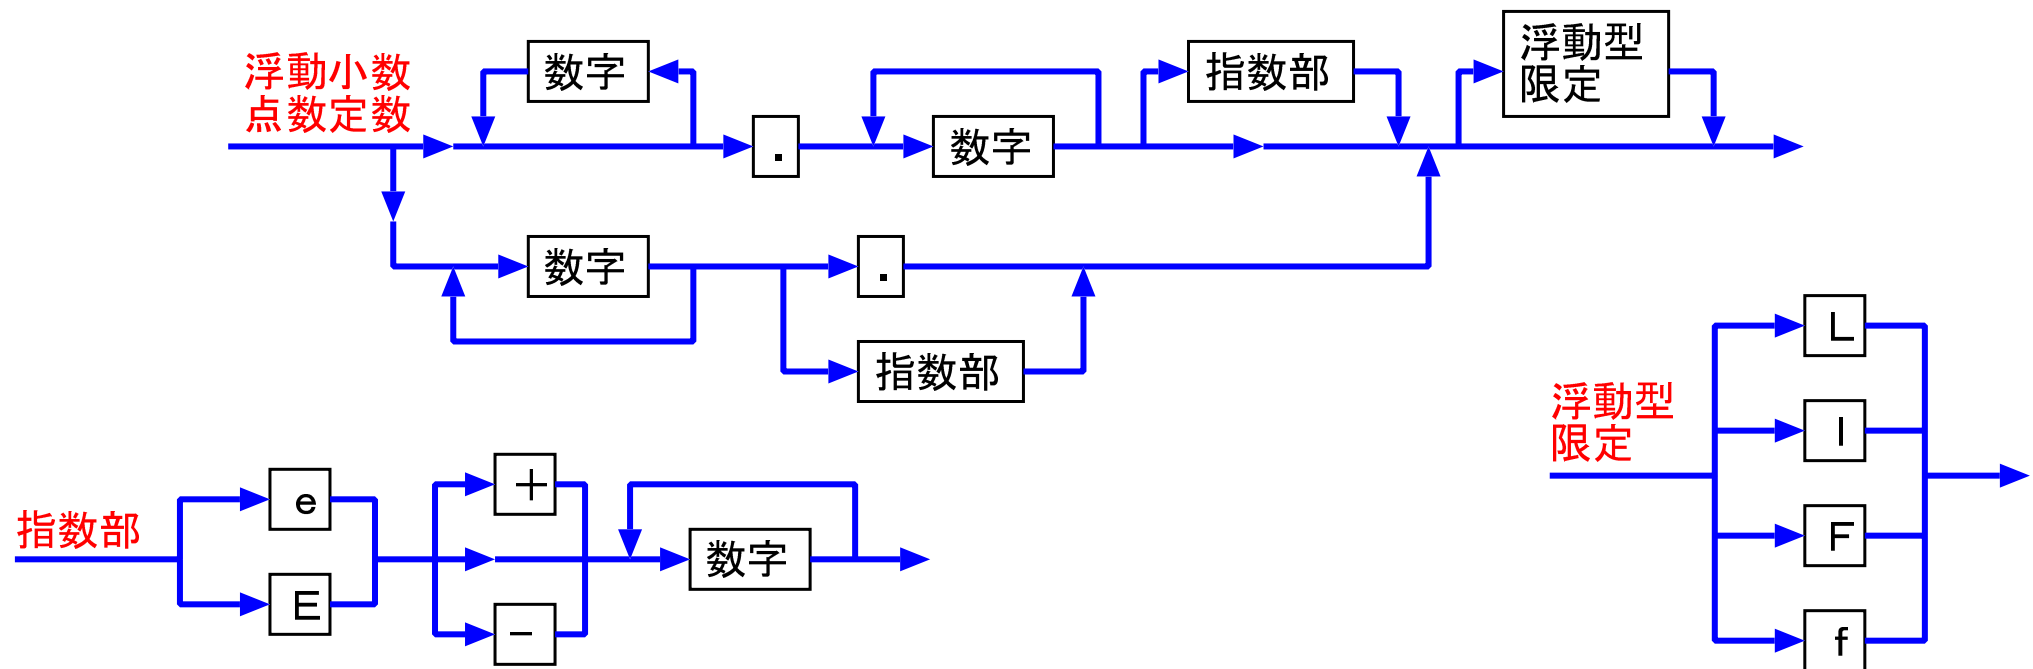 浮動小数
点数定数
数字
.
数字
指数部
浮動型
限定
数字
.
指数部
指数部
e
E
+
-
数字
浮動型
限定
L
l
F
f